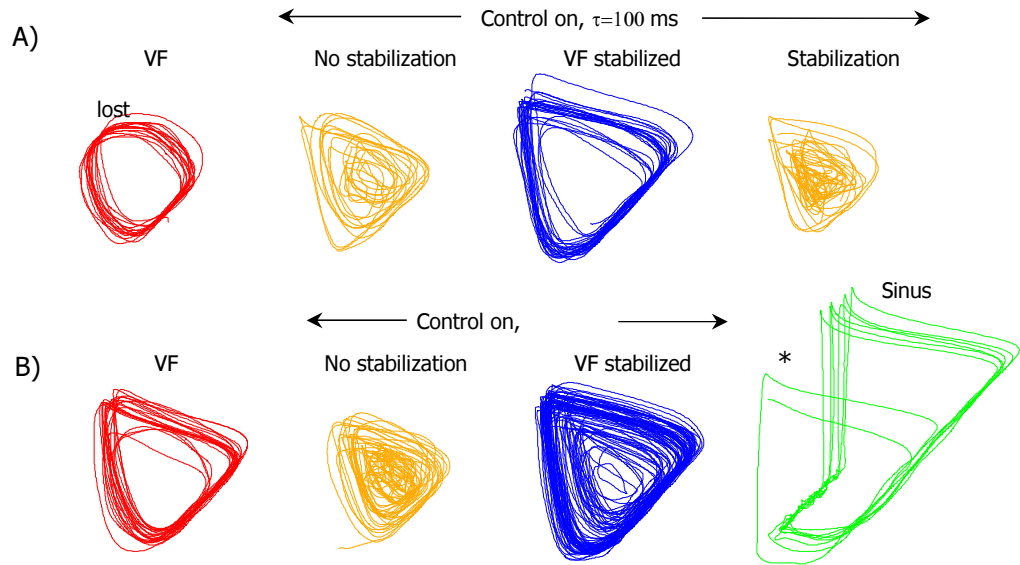 A)
Control on, τ=100 ms
VF
No stabilization
VF stabilized
Stabilization
lost
Sinus
Control on,
B)
VF
No stabilization
VF stabilized
*